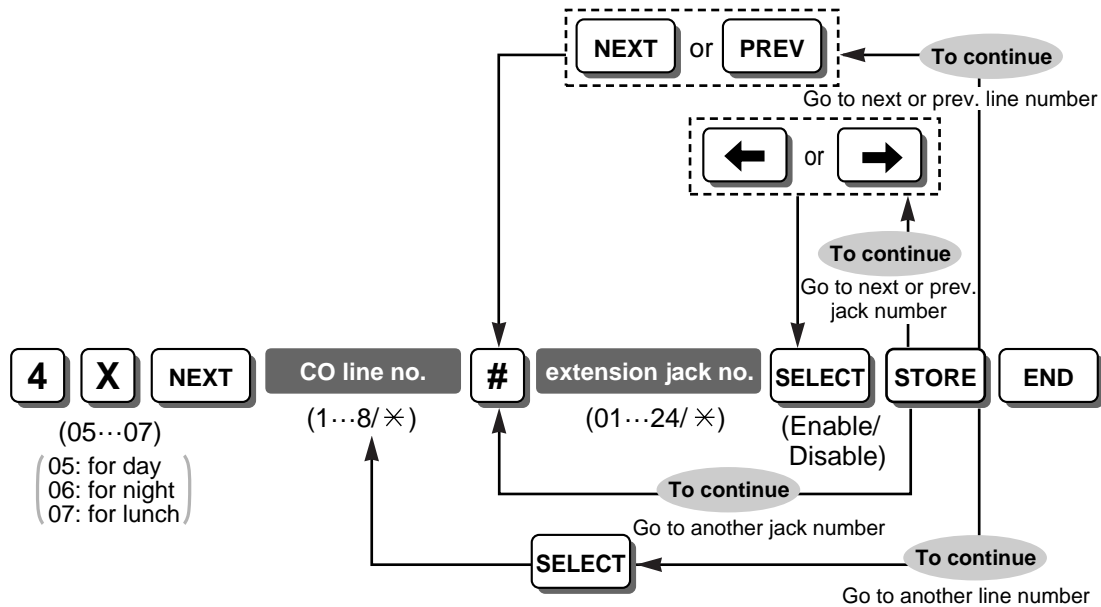 NEXT or PREV
To continue
Go to next or prev. line number
← or →
To continue
Go to next or prev.
jack number
4 X NEXT CO line no. # extension jack no. SELECT STORE END
(05···07)
(1···8/✳)
(01···24/✳)
(Enable/
Disable)
05: for day
06: for night
07: for lunch
To continue
Go to another jack number
SELECT
To continue
Go to another line number